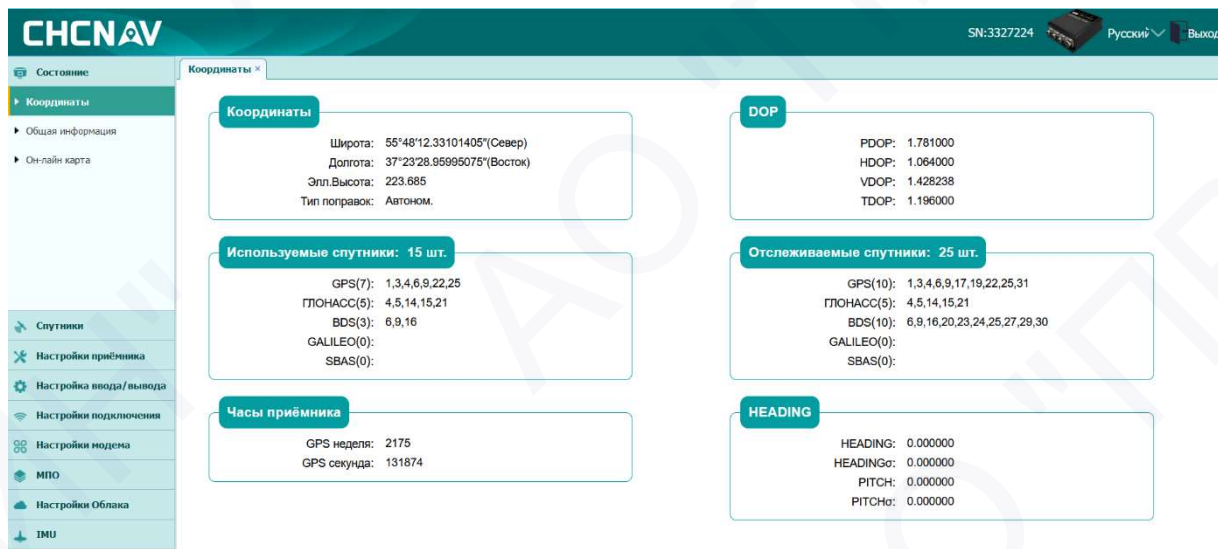 CHCNAV
SN:3327224
Русский
Выход
Состояние
Координаты
Общая информация
Он-лайн карта
Спутники
Настройки приёмника
Настройка ввода/вывода
Настройки подключения
Настройки модема
МПО
Настройки Облака
IMU
Координаты ×
Координаты
Широта: 55°48'12.33101405"(Север)
Долгота: 37°23'28.95995075"(Восток)
Элл.Высота: 223.685
Тип поправок: Автоном.
DOP
PDOP: 1.781000
HDOP: 1.064000
VDOP: 1.428238
TDOP: 1.196000
Используемые спутники: 15 шт.
GPS(7): 1,3,4,6,9,22,25
ГЛОНАСС(5): 4,5,14,15,21
BDS(3): 6,9,16
GALILEO(0):
SBAS(0):
Отслеживаемые спутники: 25 шт.
GPS(10): 1,3,4,6,9,17,19,22,25,31
ГЛОНАСС(5): 4,5,14,15,21
BDS(10): 6,9,16,20,23,24,25,27,29,30
GALILEO(0):
SBAS(0):
Часы приёмника
GPS неделя: 2175
GPS секунда: 131874
HEADING
HEADING: 0.000000
HEADINGσ: 0.000000
PITCH: 0.000000
PITCHσ: 0.000000